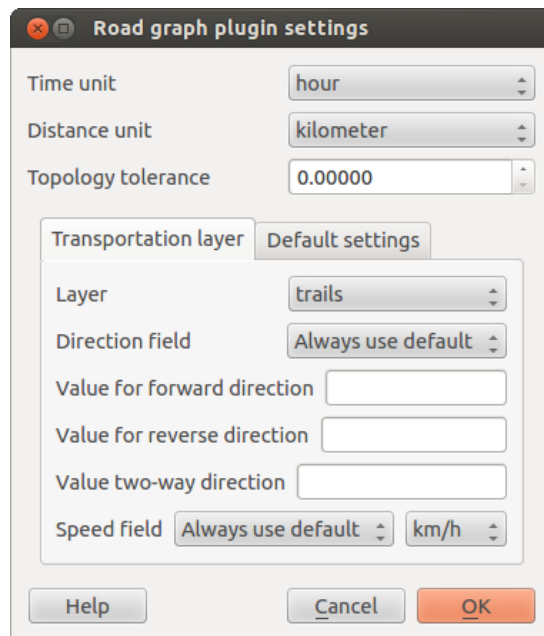 Road graph plugin settings
Time unit hour
Distance unit kilometer
Topology tolerance 0.00000
Transportation layer Default settings
Layer trails
Direction field Always use default
Value for forward direction
Value for reverse direction
Value two-way direction
Speed field Always use default km/h
Help Cancel OK